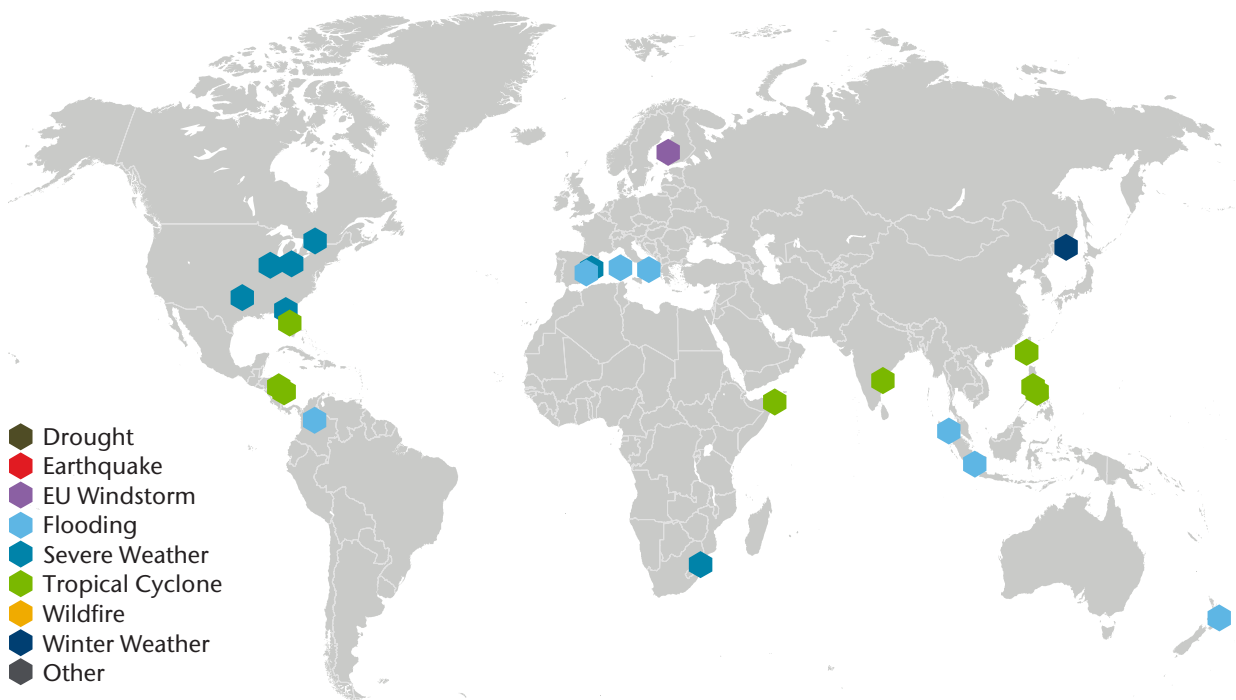 Drought
Earthquake
EU Windstorm
Flooding
Severe Weather
Tropical Cyclone
Wildfire
Winter Weather
Other